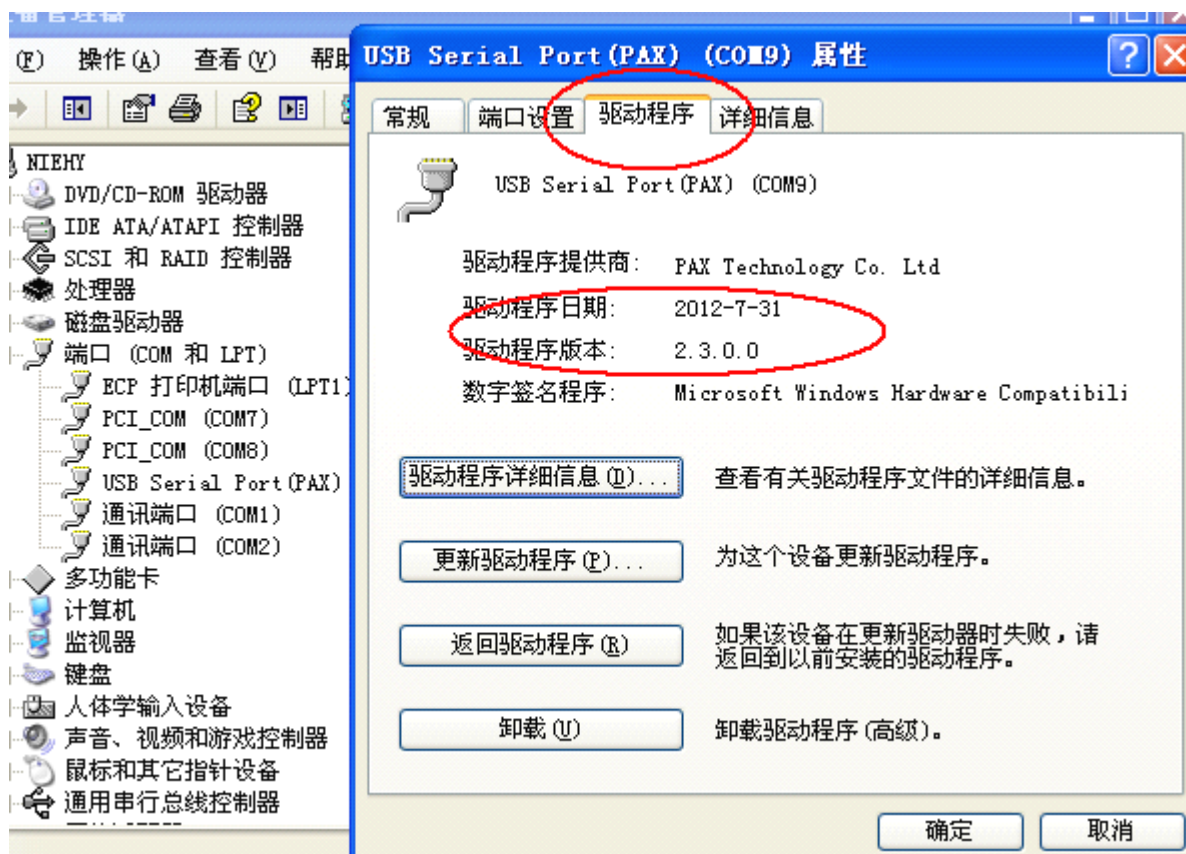 (F) 操作(A) 查看(V) 帮助
NIEHY
DVD/CD-ROM 驱动器
IDE ATA/ATAPI 控制器
SCSI 和 RAID 控制器
处理器
磁盘驱动器
端口 (COM 和 LPT)
ECP 打印机端口 (LPT1)
PCI_COM (COM7)
PCI_COM (COM8)
USB Serial Port(PAX)
通讯端口 (COM1)
通讯端口 (COM2)
多功能卡
计算机
监视器
键盘
人体学输入设备
声音、视频和游戏控制器
鼠标和其它指针设备
通用串行总线控制器
USB Serial Port(PAX) (COM9) 属性
常规 端口设置 驱动程序 详细信息
USB Serial Port(PAX) (COM9)
驱动程序提供商: PAX Technology Co. Ltd
驱动程序日期: 2012-7-31
驱动程序版本: 2.3.0.0
数字签名程序: Microsoft Windows Hardware Compatibili
驱动程序详细信息(D)... 查看有关驱动程序文件的详细信息。
更新驱动程序(P)... 为这个设备更新驱动程序。
返回驱动程序(R) 如果该设备在更新驱动器时失败，请
返回到以前安装的驱动程序。
卸载(U) 卸载驱动程序(高级)。
确定 取消